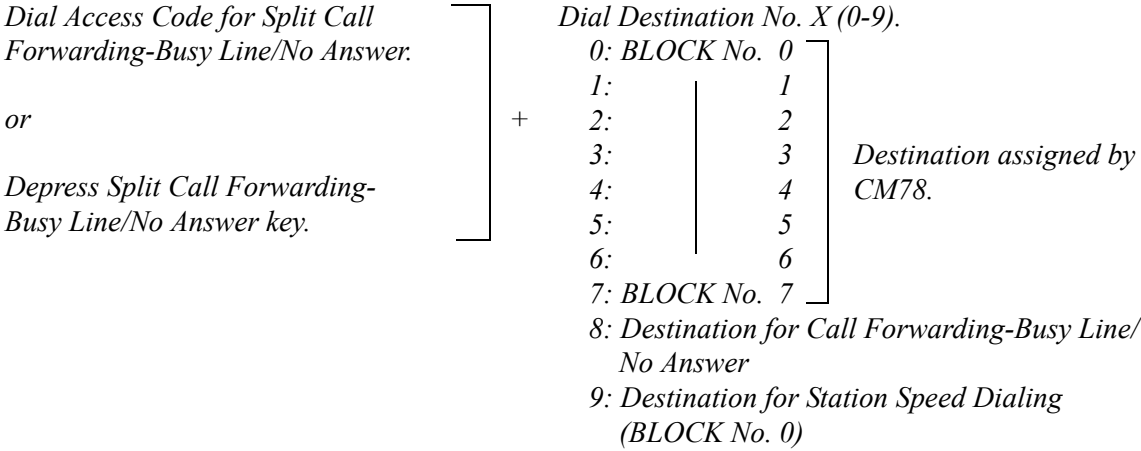 Dial Access Code for Split Call
Forwarding-Busy Line/No Answer.
or
Depress Split Call Forwarding-
Busy Line/No Answer key.
+
Dial Destination No. X (0-9).
0: BLOCK No. 0
1: 1
2: 2
3: 3
4: 4
5: 5
6: 6
7: BLOCK No. 7
Destination assigned by
CM78.
8: Destination for Call Forwarding-Busy Line/
No Answer
9: Destination for Station Speed Dialing
(BLOCK No. 0)